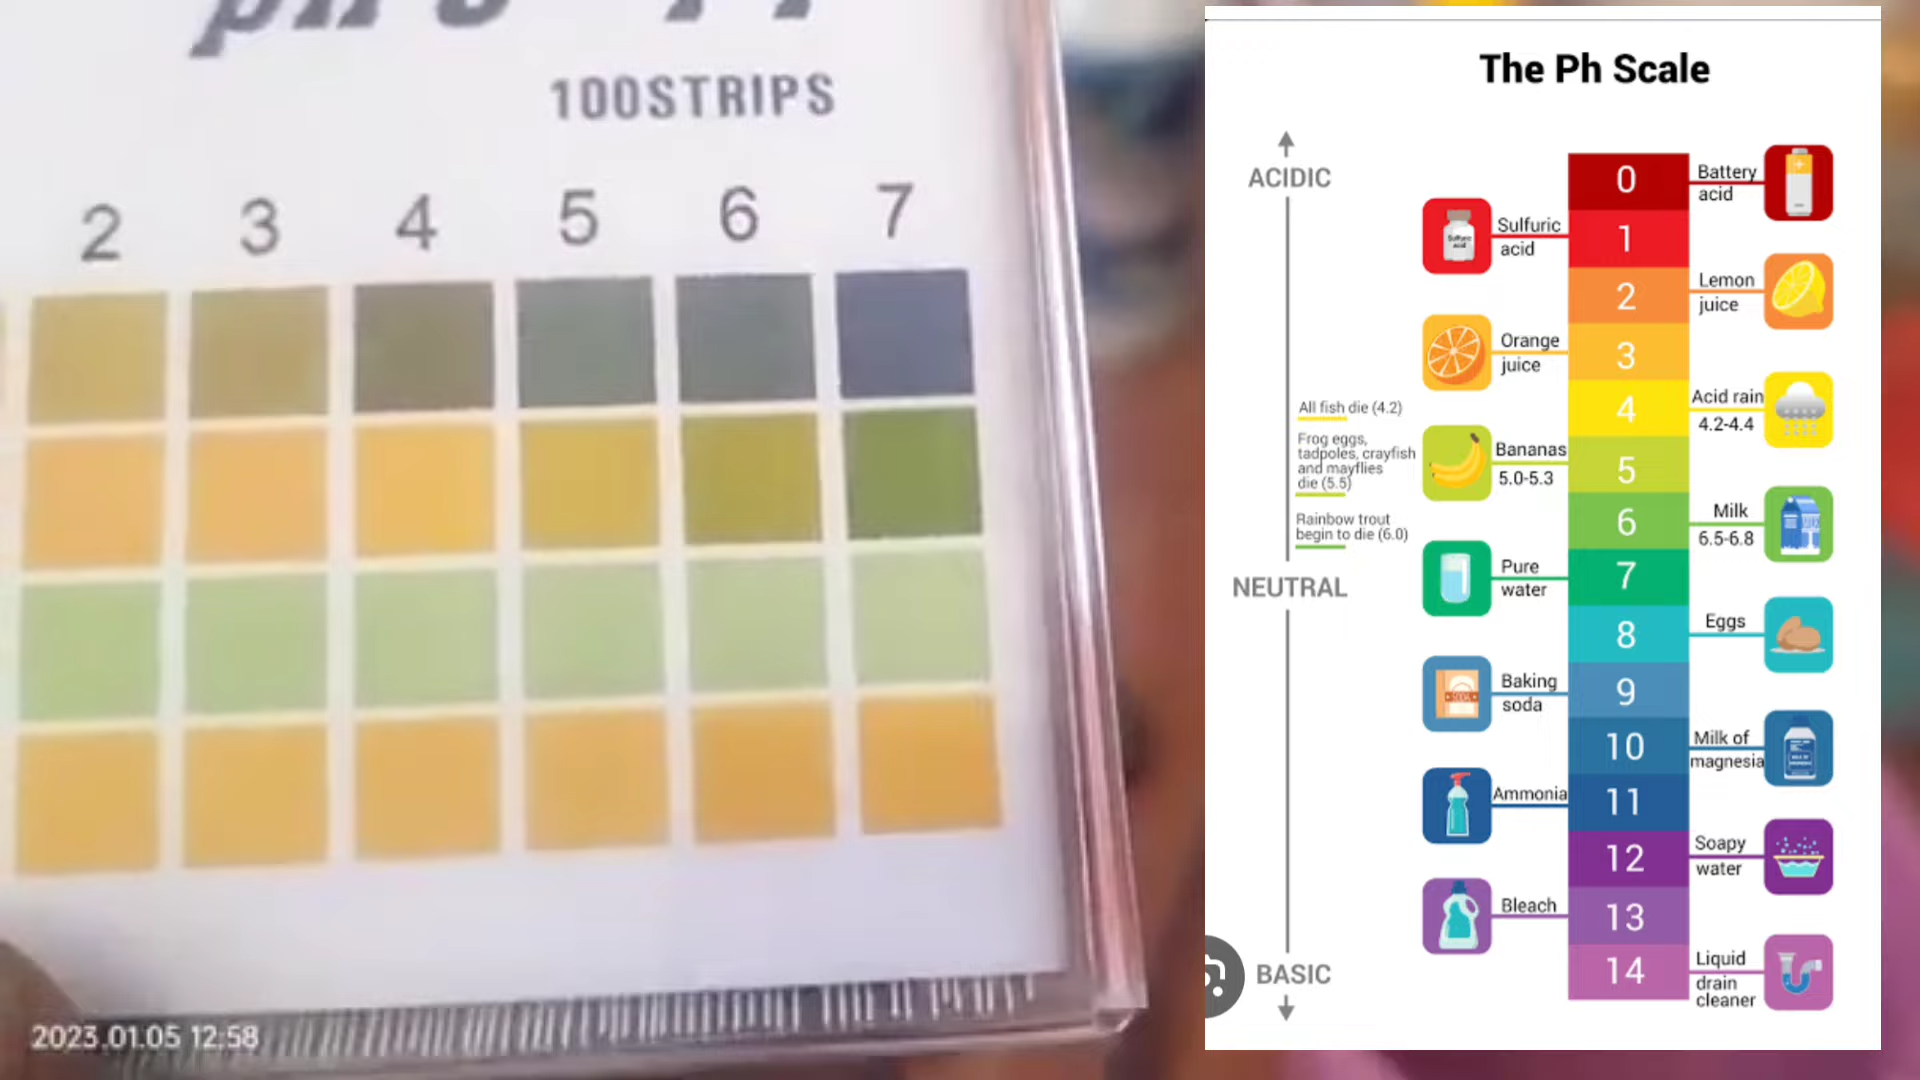 100STRIPS
2 3 4 5 6 7
2023.01.05 12:58
The Ph Scale
ACIDIC
NEUTRAL
BASIC
All fish die (4.2)
Frog eggs,
tadpoles, crayfish
and mayflies
die (5.5)
Rainbow trout
begin to die (6.0)
0
Battery
acid
Sulfuric
acid
Sulfuric
acid
1
2
Lemon
juice
Orange
juice
3
4
Acid rain
4.2-4.4
Bananas
5.0-5.3
5
6
Milk
6.5-6.8
Pure
water
7
8
Eggs
Baking
soda
SODA
9
10
Milk of
magnesia
Ammonia
11
12
Soapy
water
Bleach
13
14
Liquid
drain
cleaner